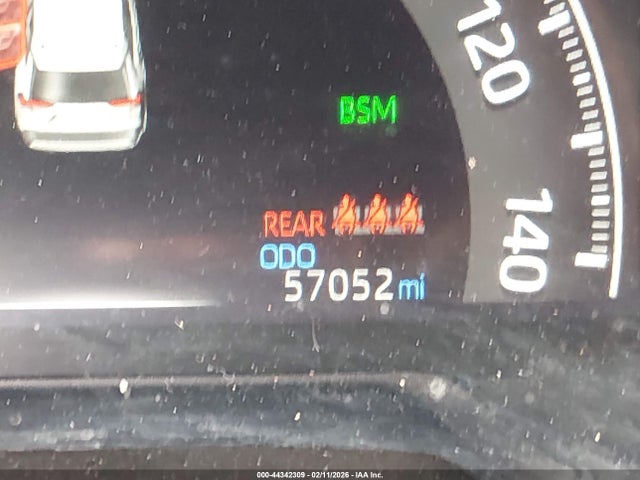 120
BSM
140
REAR
ODO
57052 mi
000-44342309 - 02/11/2026 - IAA Inc.